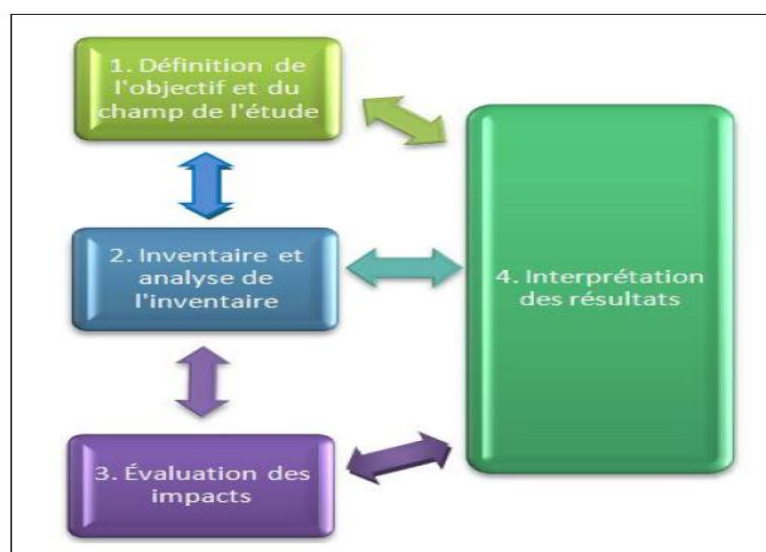 1. Définition de
l'objectif et du
champ de l'étude
2. Inventaire et
analyse de
l'inventaire
3. Évaluation des
impacts
4. Interprétation
des résultats